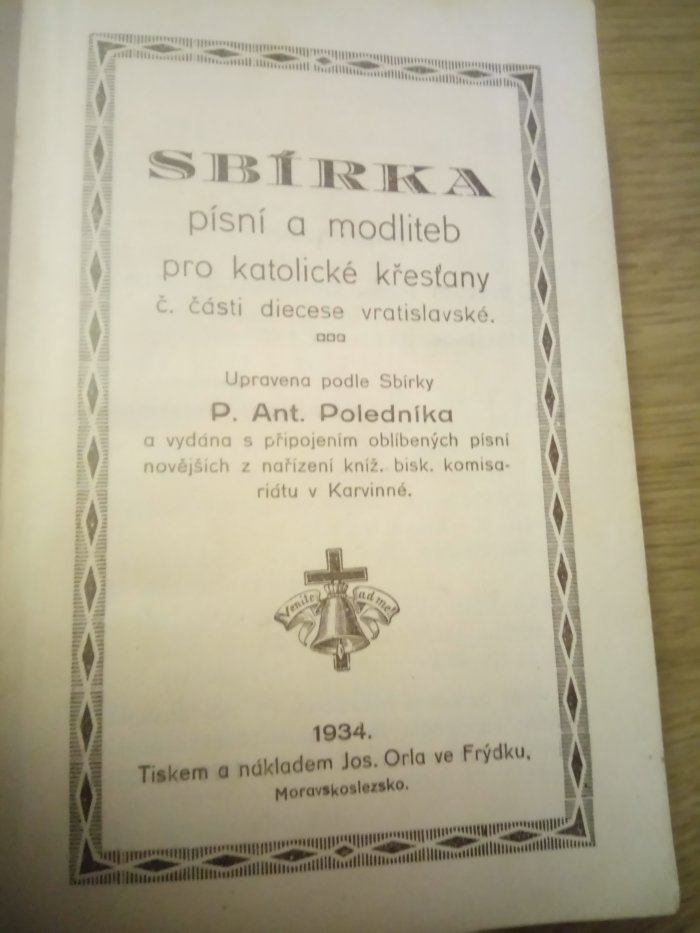 SBÍRKA
písní a modliteb
pro katolické křesťany
č. části diecese vratislavské.
Upravena podle Sbírky
P. Ant. Poledníka
a vydána s připojením oblíbených písní
novějších z nařízení kníž. bisk. komisa-
riátu v Karvinné.
Venite ad me!
1934.
Tiskem a nákladem Jos. Orla ve Frýdku,
Moravskoslezsko.